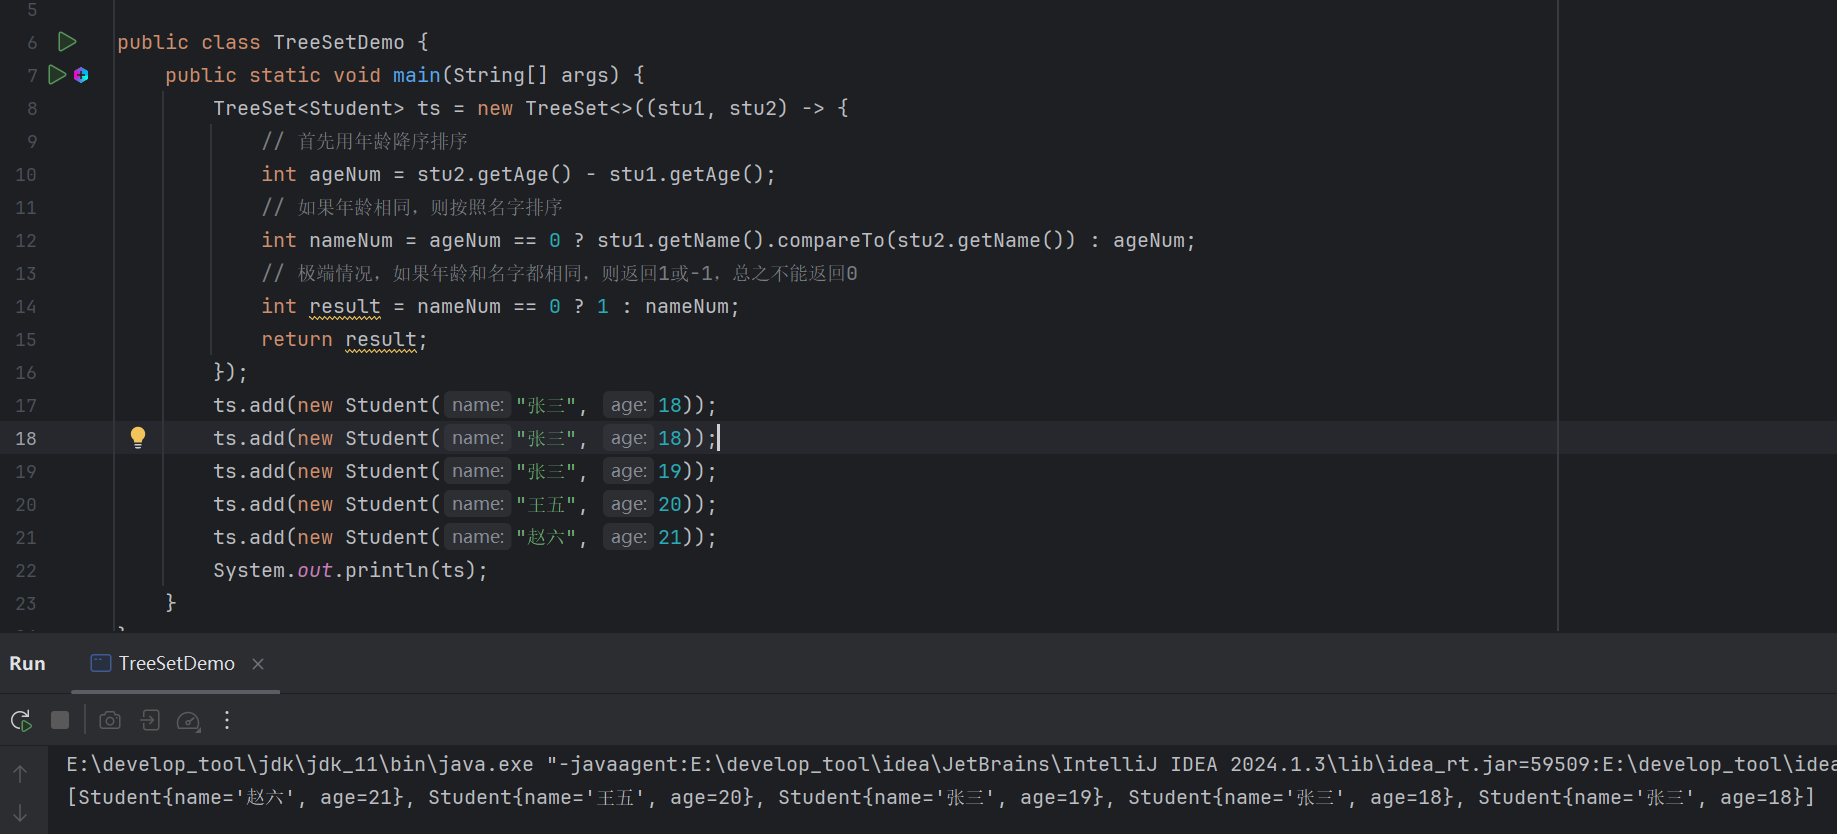 5
6 public class TreeSetDemo {
7 public static void main(String[] args) {
8 TreeSet<Student> ts = new TreeSet<>((stu1, stu2) -> {
9 // 首先用年龄降序排序
10 int ageNum = stu2.getAge() - stu1.getAge();
11 // 如果年龄相同，则按照名字排序
12 int nameNum = ageNum == 0 ? stu1.getName().compareTo(stu2.getName()) : ageNum;
13 // 极端情况，如果年龄和名字都相同，则返回1或-1，总之不能返回0
14 int result = nameNum == 0 ? 1 : nameNum;
15 return result;
16 });
17 ts.add(new Student( name: "张三", age: 18));
18 ts.add(new Student( name: "张三", age: 18));
19 ts.add(new Student( name: "张三", age: 19));
20 ts.add(new Student( name: "王五", age: 20));
21 ts.add(new Student( name: "赵六", age: 21));
22 System.out.println(ts);
23 }
Run TreeSetDemo
E:\develop_tool\jdk\jdk_11\bin\java.exe "-javaagent:E:\develop_tool\idea\JetBrains\IntelliJ IDEA 2024.1.3\lib\idea_rt.jar=59509:E:\develop_tool\idea
[Student{name='赵六', age=21}, Student{name='王五', age=20}, Student{name='张三', age=19}, Student{name='张三', age=18}, Student{name='张三', age=18}]